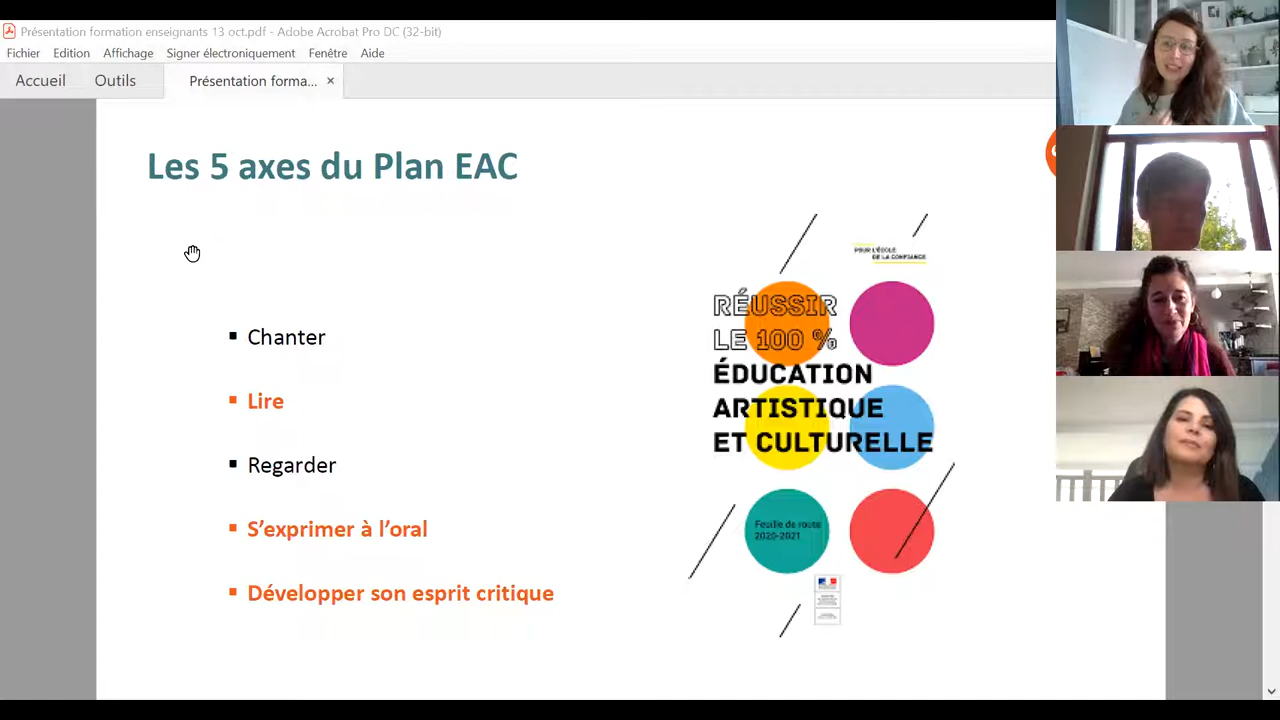 Présentation formation enseignants 13 oct.pdf - Adobe Acrobat Pro DC (32-bit)
Fichier Edition Affichage Signer électroniquement Fenêtre Aide
Accueil Outils Présentation forma... ×
Les 5 axes du Plan EAC
▪ Chanter
▪ Lire
▪ Regarder
▪ S’exprimer à l’oral
▪ Développer son esprit critique
POUR L'ÉCOLE
DE LA CONFIANCE
RÉUSSIR
LE 100 %
ÉDUCATION
ARTISTIQUE
ET CULTURELLE
Feuille de route
2020-2021